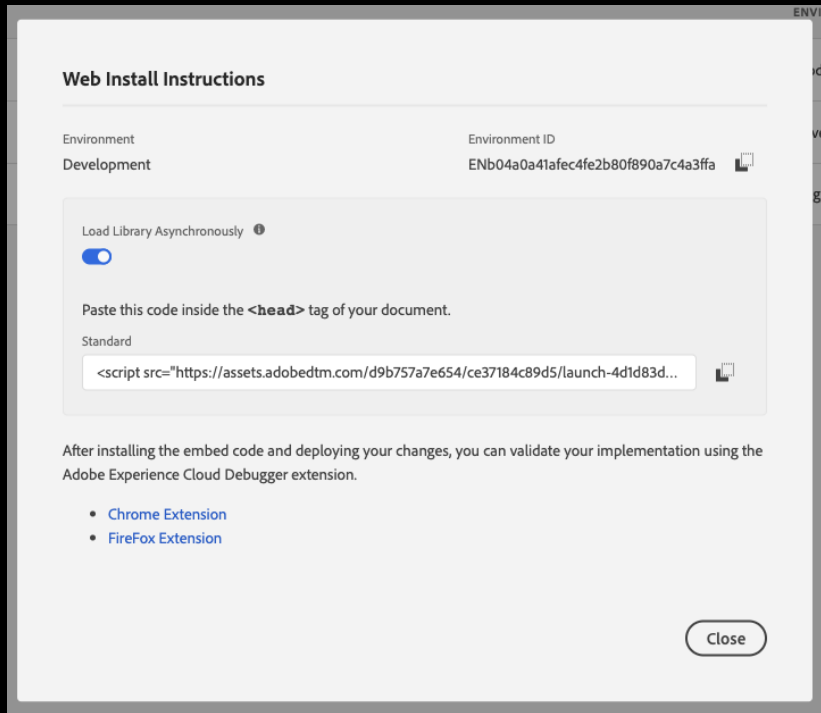 Web Install Instructions
Environment
Environment ID
Development
ENb04a0a41afec4fe2b80f890a7c4a3ffa
Load Library Asynchronously
Paste this code inside the <head> tag of your document.
Standard
<script src="https://assets.adobedtm.com/d9b757a7e654/ce37184c89d5/launch-4d1d83d...
After installing the embed code and deploying your changes, you can validate your implementation using the
Adobe Experience Cloud Debugger extension.
Chrome Extension
FireFox Extension
Close